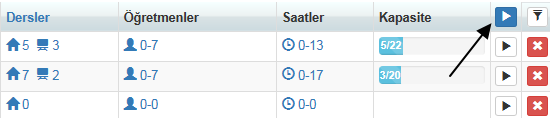 Dersler Öğretmenler Saatler Kapasite
5 3 0-7 0-13 5/22
7 2 0-7 0-17 3/20
0 0-0 0-0